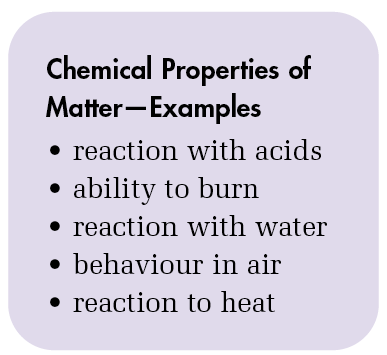 Chemical Properties of
Matter—Examples
• reaction with acids
• ability to burn
• reaction with water
• behaviour in air
• reaction to heat